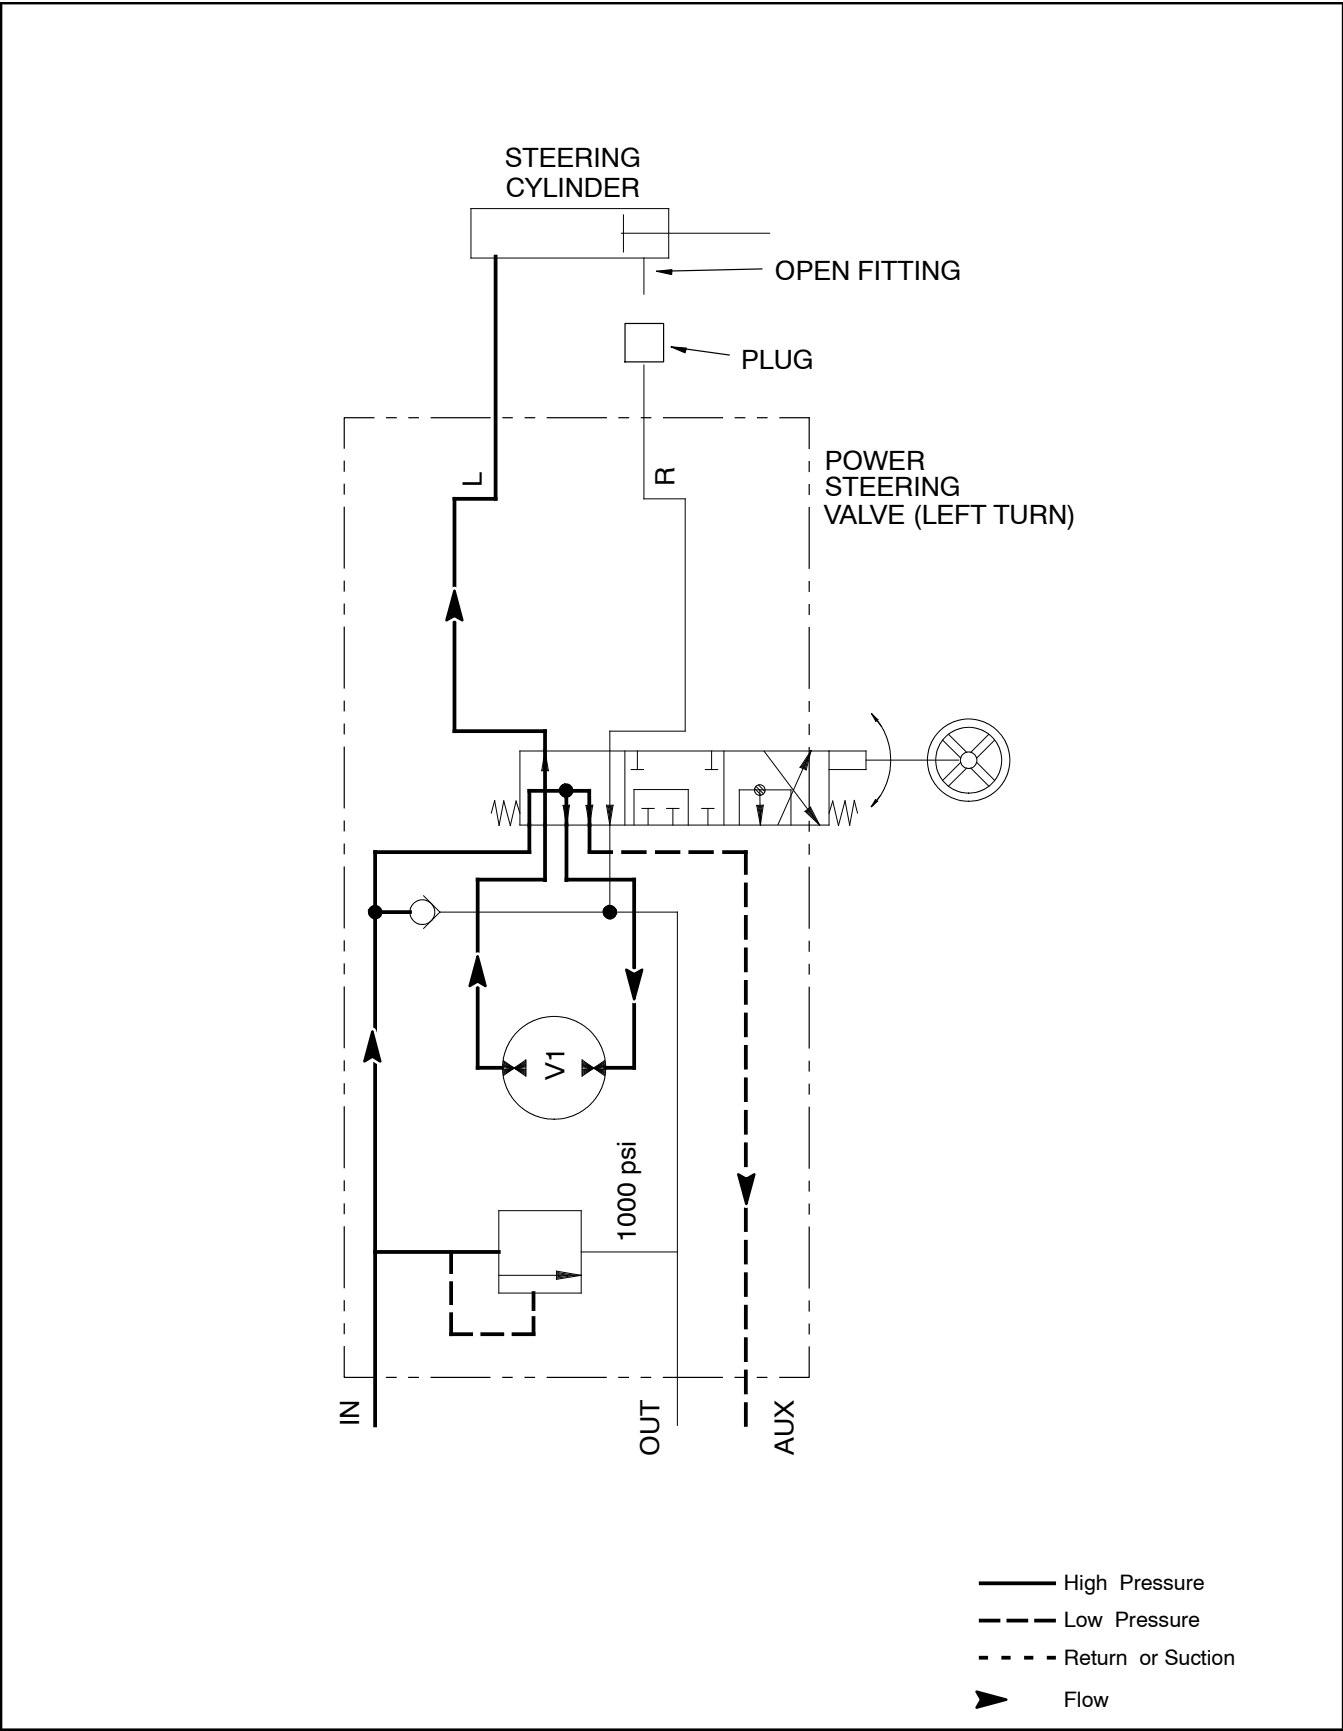 STEERING
CYLINDER
OPEN FITTING
PLUG
POWER
STEERING
VALVE (LEFT TURN)
L
R
V1
1000 psi
IN
OUT
AUX
High Pressure
Low Pressure
Return or Suction
Flow